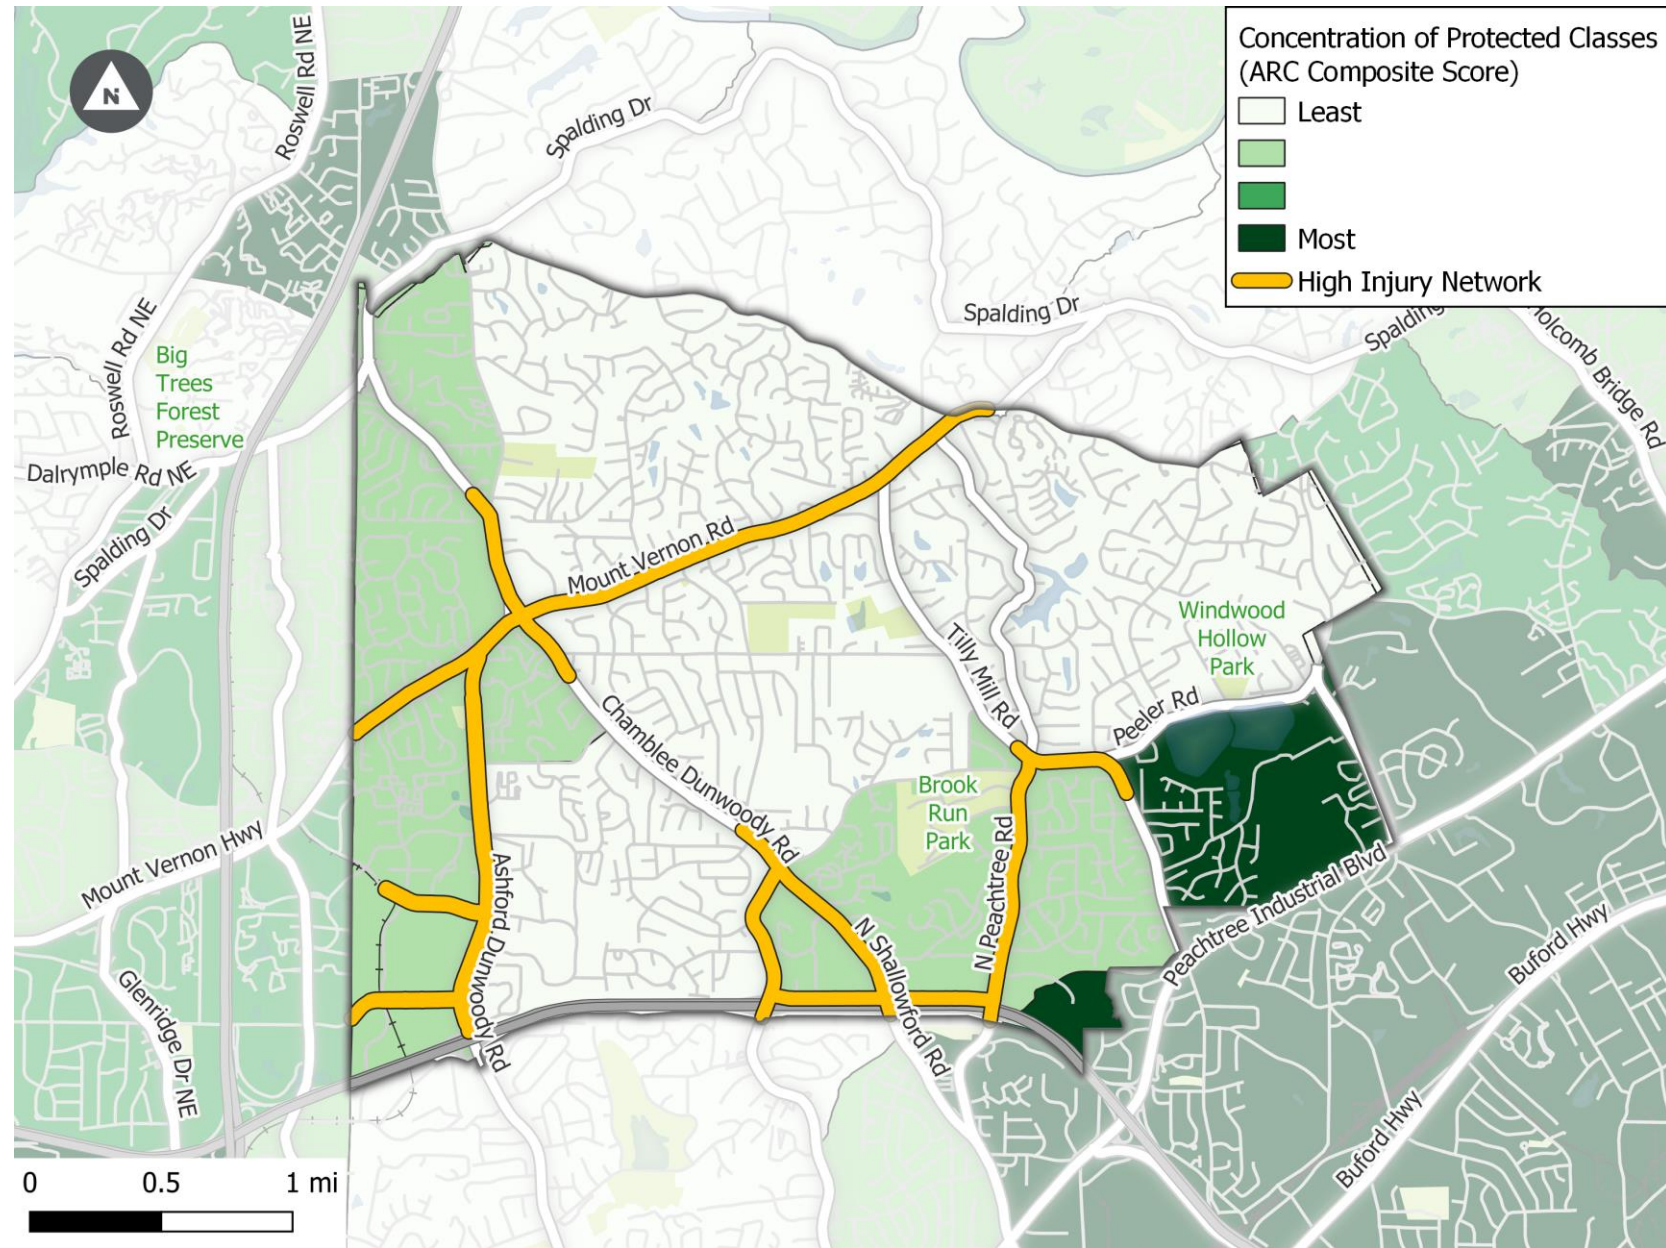 Concentration of Protected Classes
(ARC Composite Score)
Least
Most
High Injury Network
N
Roswell Rd NE
Spalding Dr
Spalding Dr
Spalding
Holcomb Bridge Rd
Roswell Rd NE
Big
Trees
Forest
Preserve
Dalrymple Rd NE
Spalding Dr
Mount Vernon Rd
Windwood
Hollow
Park
Tilly Mill Rd
Peeler Rd
Chamblee Dunwoody Rd
Brook
Run
Park
Mount Vernon Hwy
Ashford Dunwoody Rd
N Shallowford Rd
N Peachtree Rd
Peachtree Industrial Blvd
Buford Hwy
Glenridge Dr NE
Buford Hwy
0 0.5 1 mi